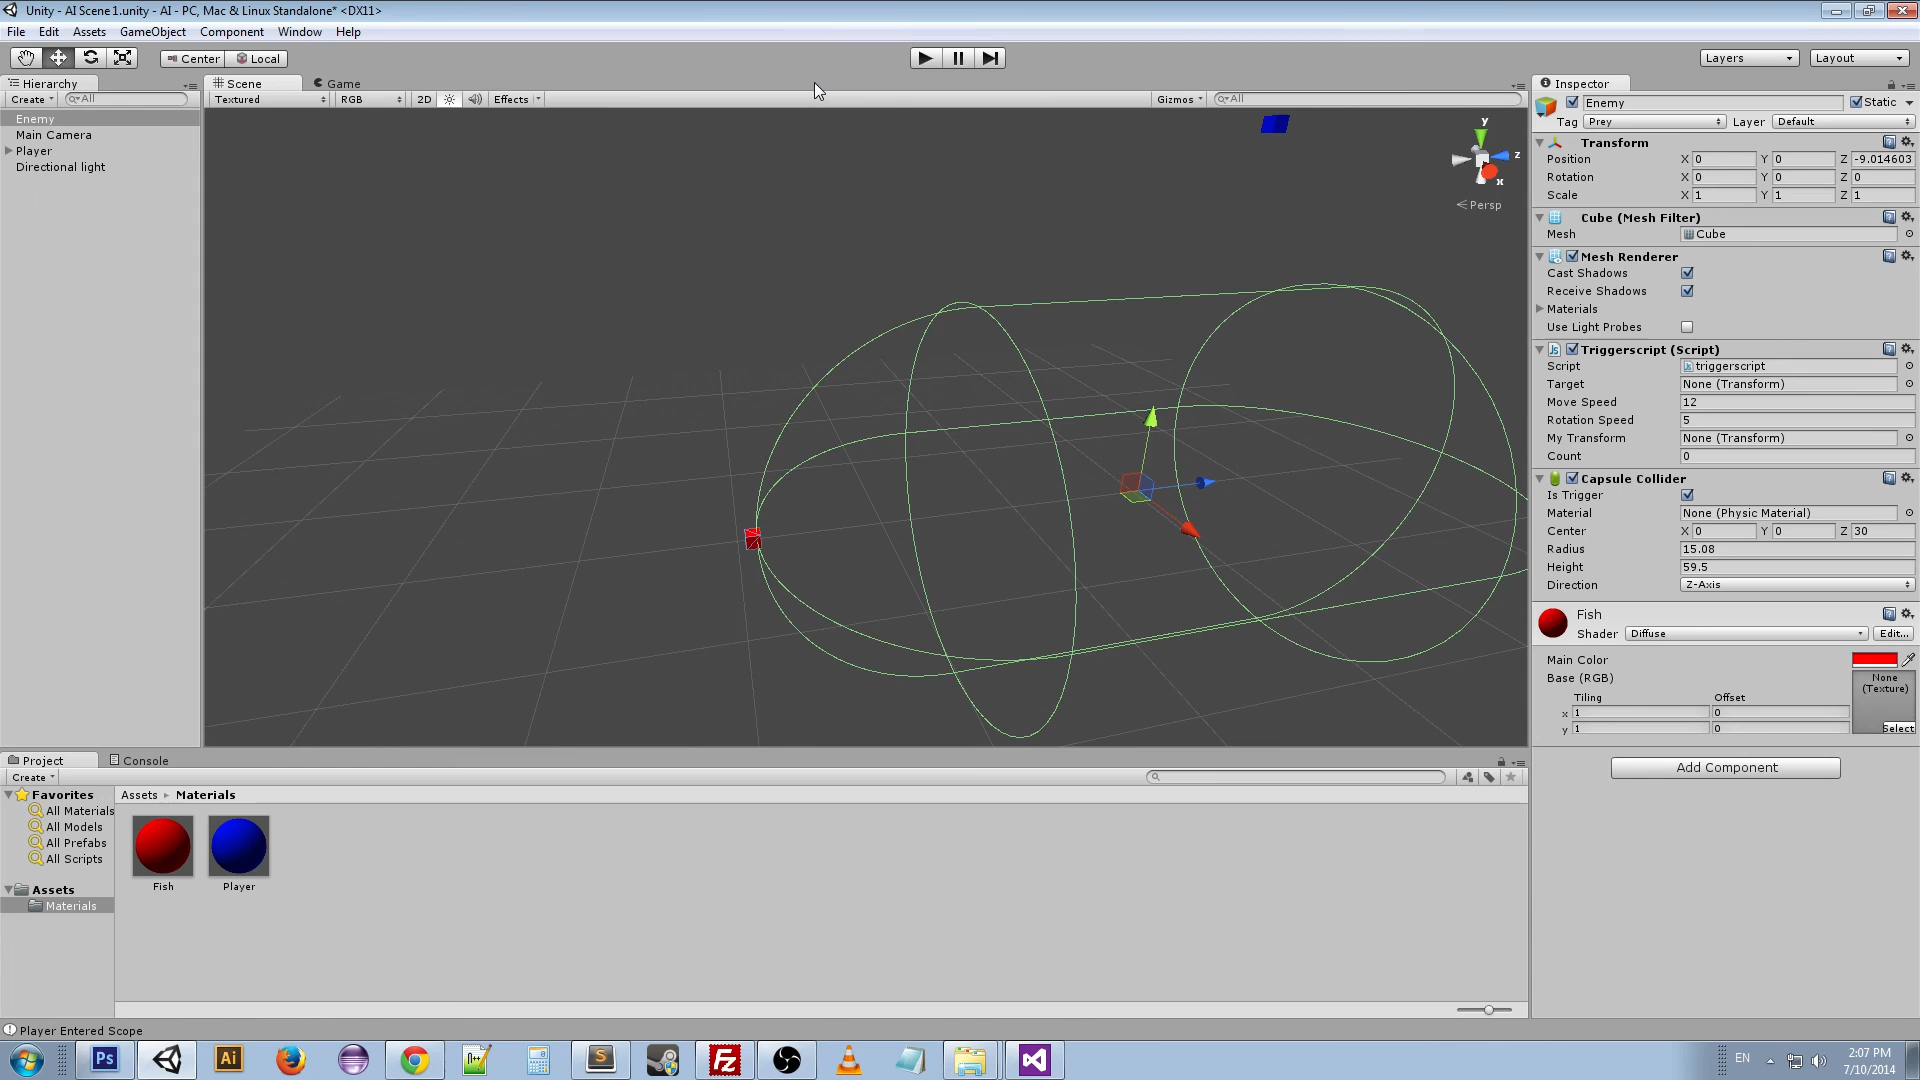 Unity - AI Scene1.unity - AI - PC, Mac & Linux Standalone* <DX11>
File Edit Assets GameObject Component Window Help
Center Local
Layers Layout
Hierarchy
Create All
Enemy
Main Camera
Player
Directional light
Scene Game
Textured RGB 2D Effects Gizmos All
y
z
x
Persp
Inspector
Enemy Static
Tag Prey Layer Default
Transform
Position X 0 Y 0 Z -9.014603
Rotation X 0 Y 0 Z 0
Scale X 1 Y 1 Z 1
Cube (Mesh Filter)
Mesh Cube
Mesh Renderer
Cast Shadows
Receive Shadows
Materials
Use Light Probes
Triggerscript (Script)
Script triggerscript
Target None (Transform)
Move Speed 12
Rotation Speed 5
My Transform None (Transform)
Count 0
Capsule Collider
Is Trigger
Material None (Physic Material)
Center X 0 Y 0 Z 30
Radius 15.08
Height 59.5
Direction Z-Axis
Fish
Shader Diffuse Edit...
Main Color
Base (RGB)
None
(Texture)
Tiling Offset
x 1 0
y 1 0
Select
Add Component
Project Console
Create
Favorites
All Materials
All Models
All Prefabs
All Scripts
Assets
Materials
Assets Materials
Fish Player
Player Entered Scope
Ps Ai S Fz
EN
2:07 PM
7/10/2014